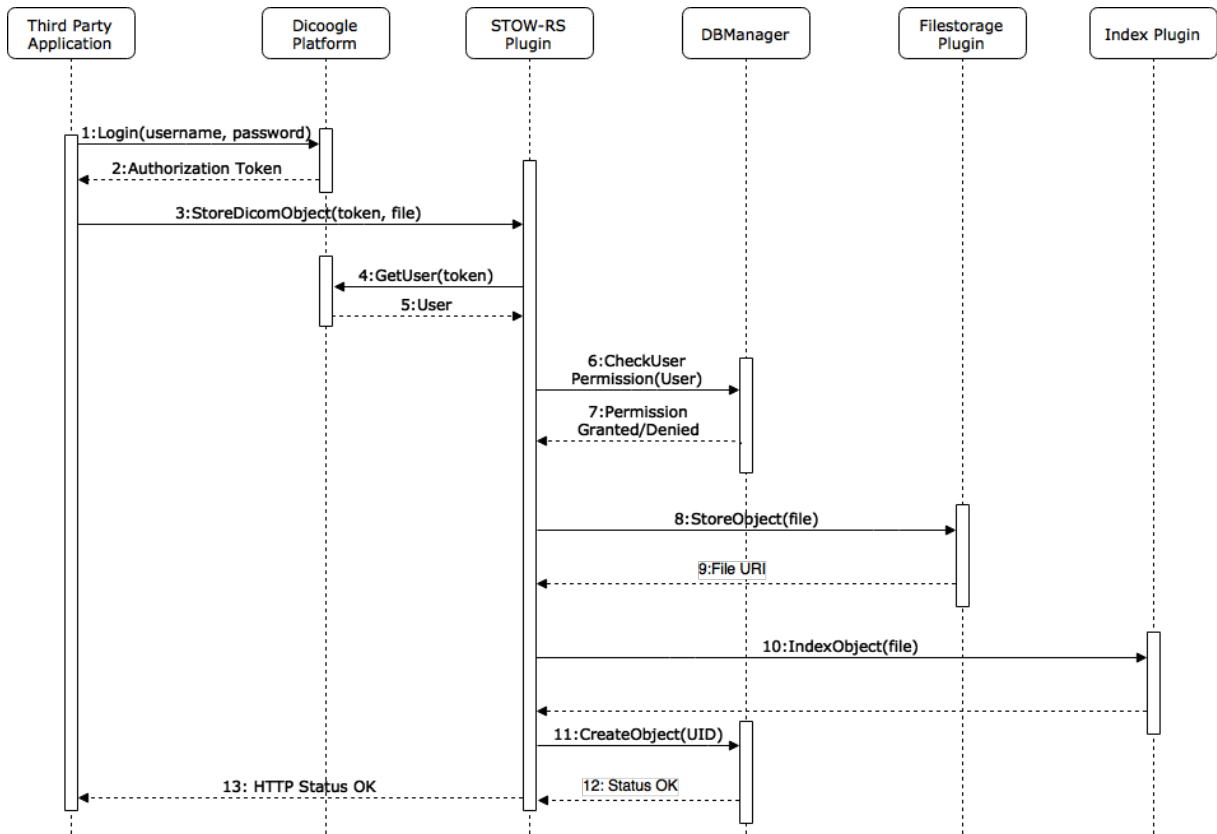 Third Party
Application
Dicoogle
Platform
STOW-RS
Plugin
DBManager
Filestorage
Plugin
Index Plugin
1:Login(username, password)
2:Authorization Token
3:StoreDicomObject(token, file)
4:GetUser(token)
5:User
6:CheckUser
Permission(User)
7:Permission
Granted/Denied
8:StoreObject(file)
9:File URI
10:IndexObject(file)
11:CreateObject(UID)
12: Status OK
13: HTTP Status OK